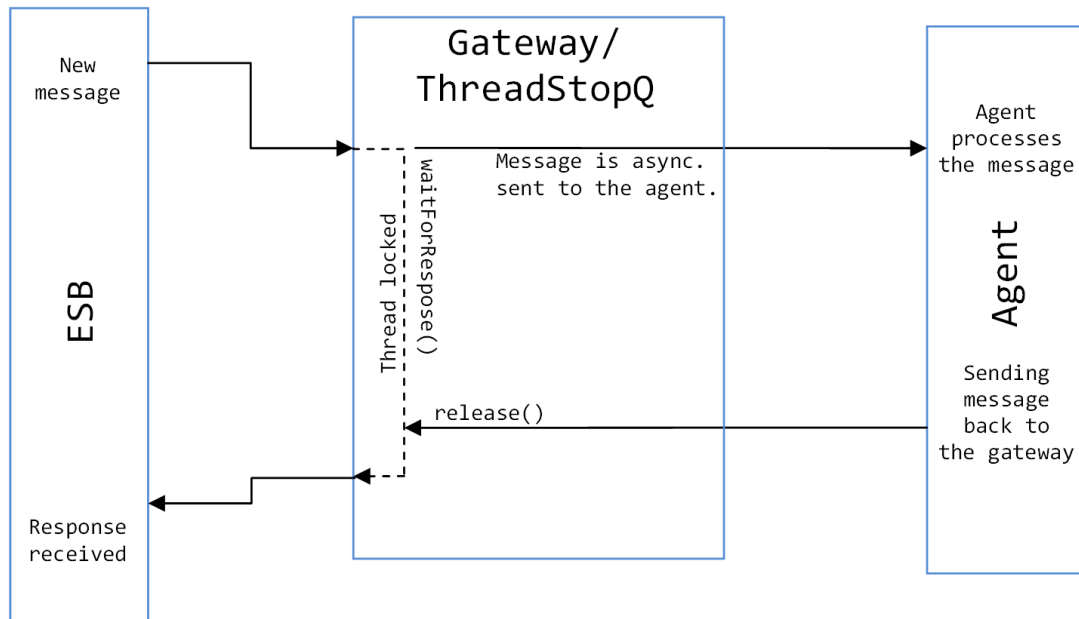 New
message
ESB
Response
received
Gateway/
ThreadStopQ
Message is async.
sent to the agent.
waitForRespose()
Thread locked
release()
Agent
processes
the message
Agent
Sending
message
back to
the gateway